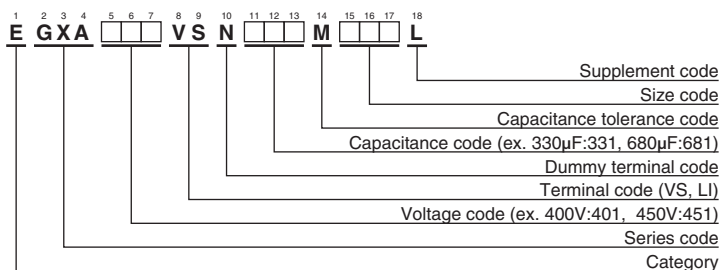 1 2 3 4 5 6 7 8 9 10 11 12 13 14 15 16 17 18
E GXA □□□ VS N □□□ M □□□ L
Supplement code
Size code
Capacitance tolerance code
Capacitance code (ex. 330µF:331, 680µF:681)
Dummy terminal code
Terminal code (VS, LI)
Voltage code (ex. 400V:401, 450V:451)
Series code
Category